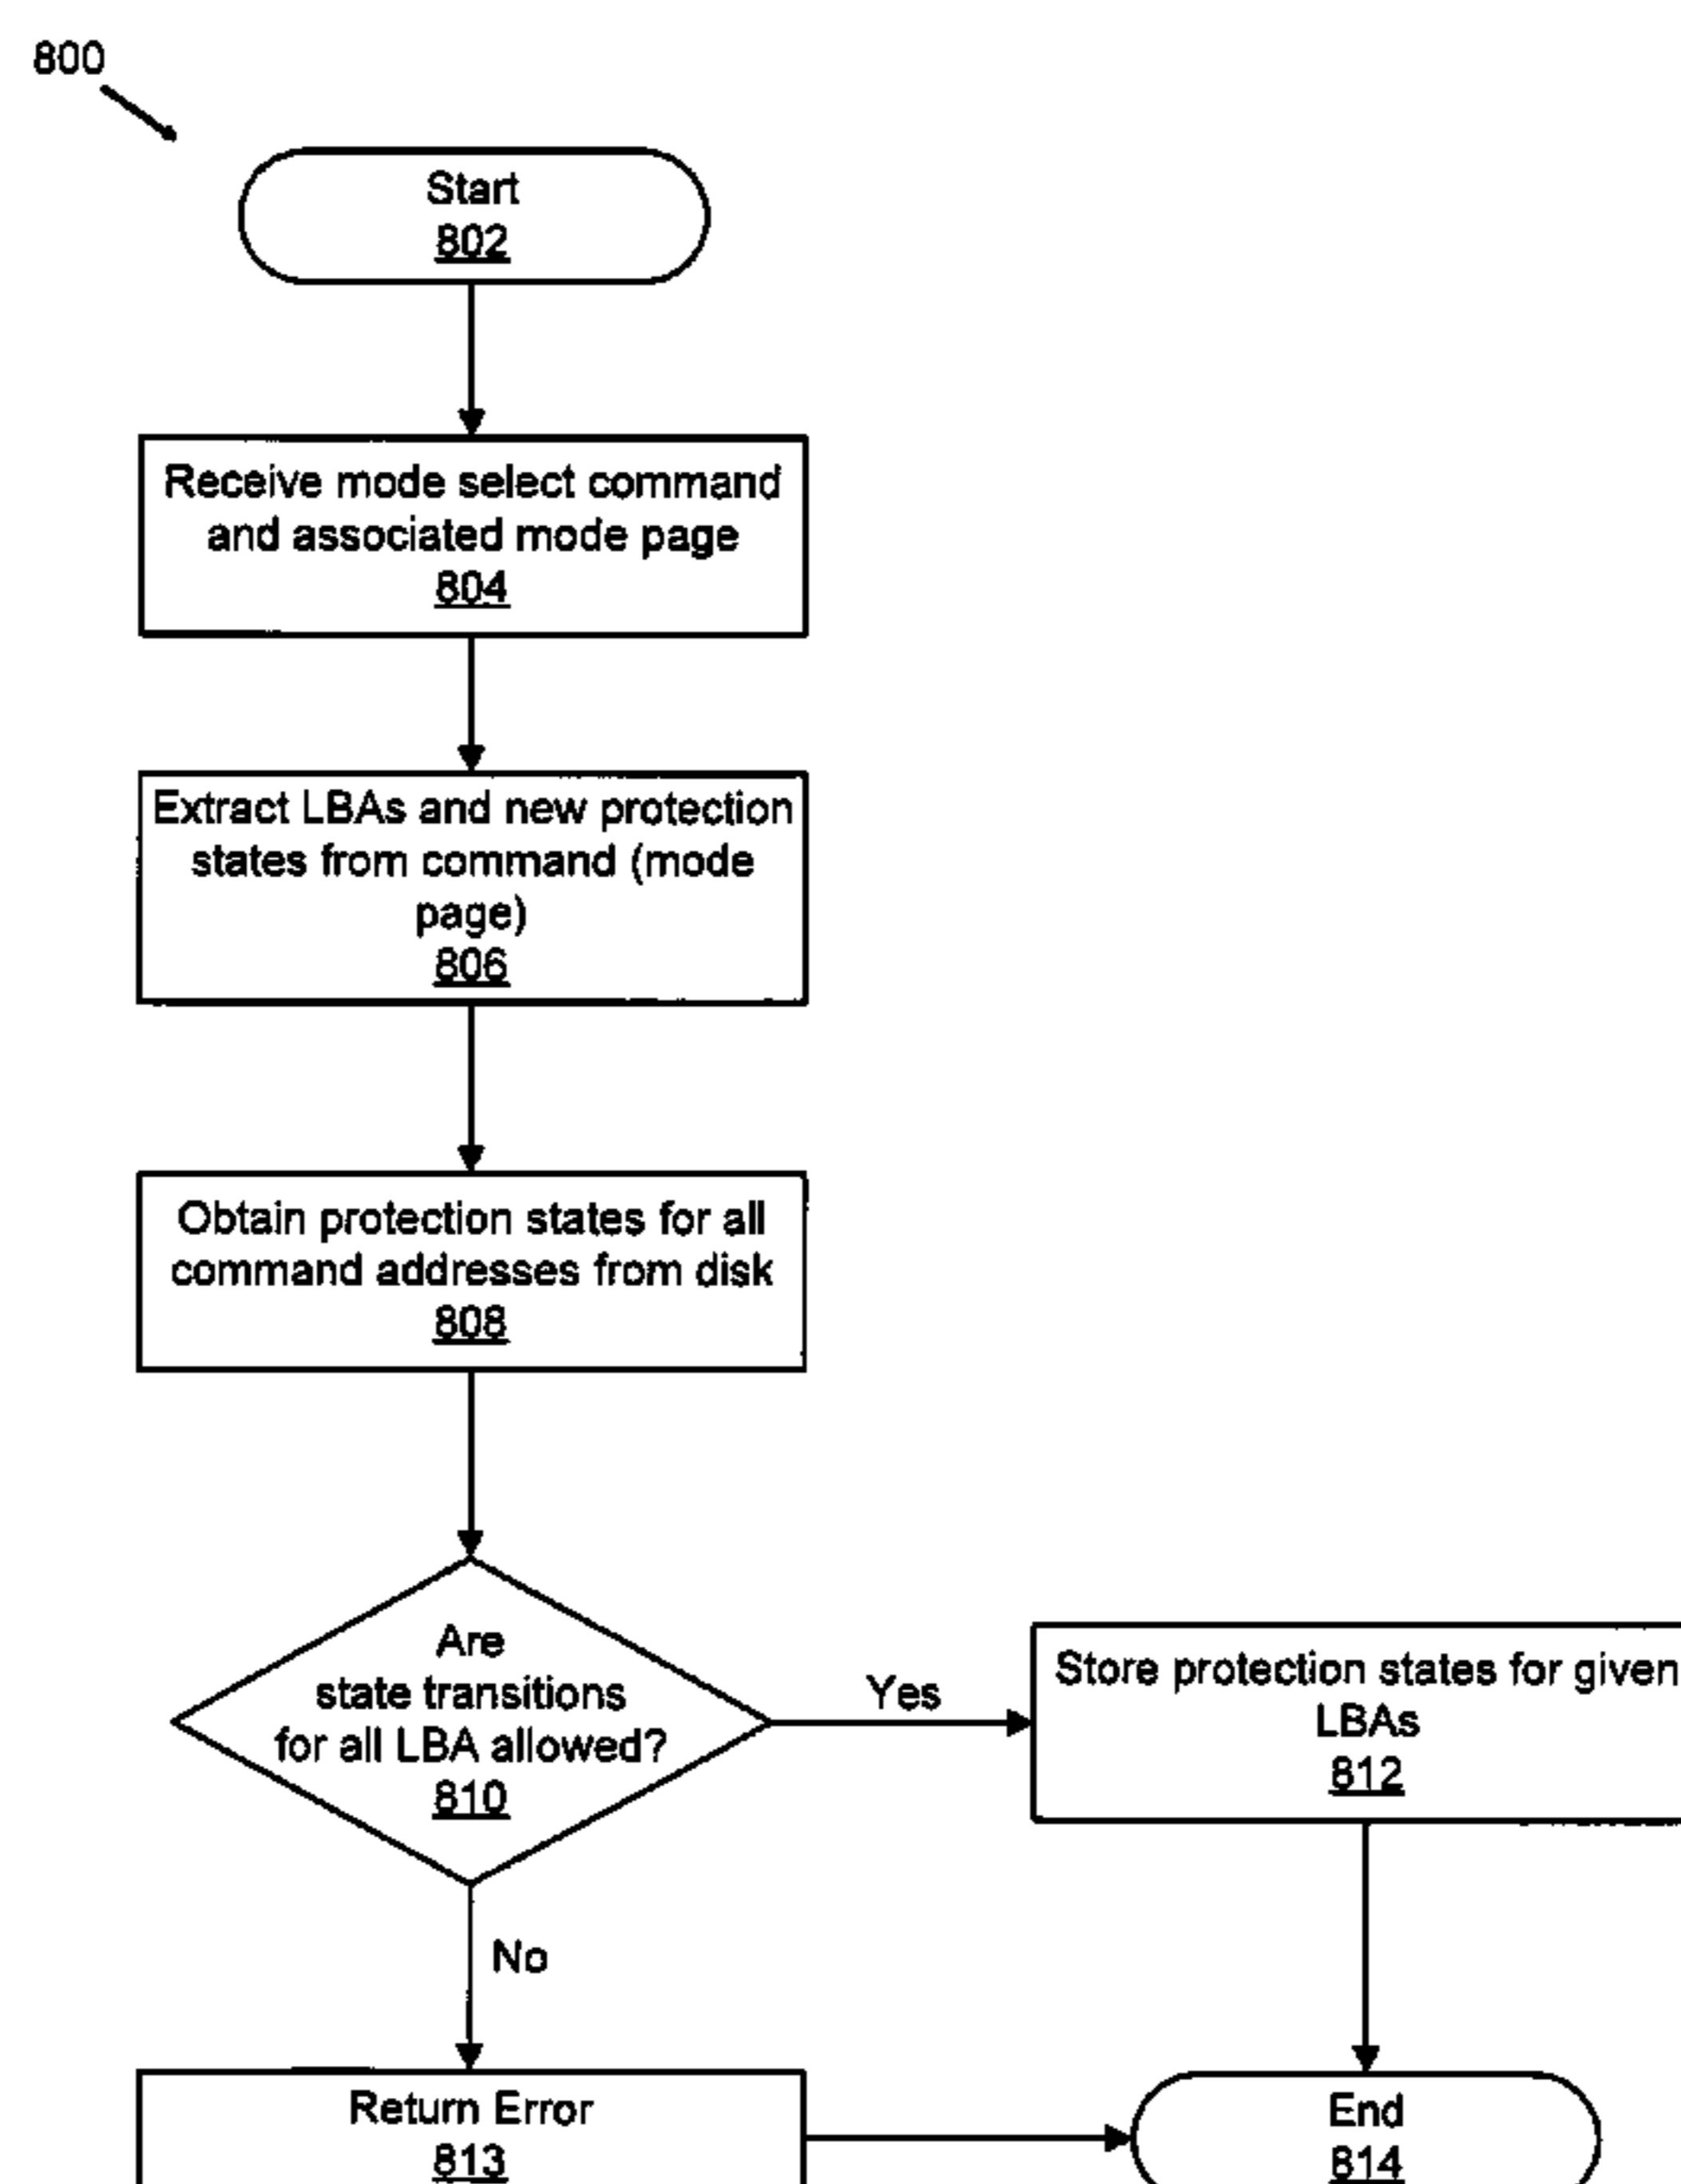 800
Start
802
Receive mode select command
and associated mode page
804
Extract LBAs and new protection
states from command (mode
page)
806
Obtain protection states for all
command addresses from disk
808
Are
state transitions
for all LBA allowed?
810
Yes
Store protection states for given
LBAs
812
No
Return Error
813
End
814